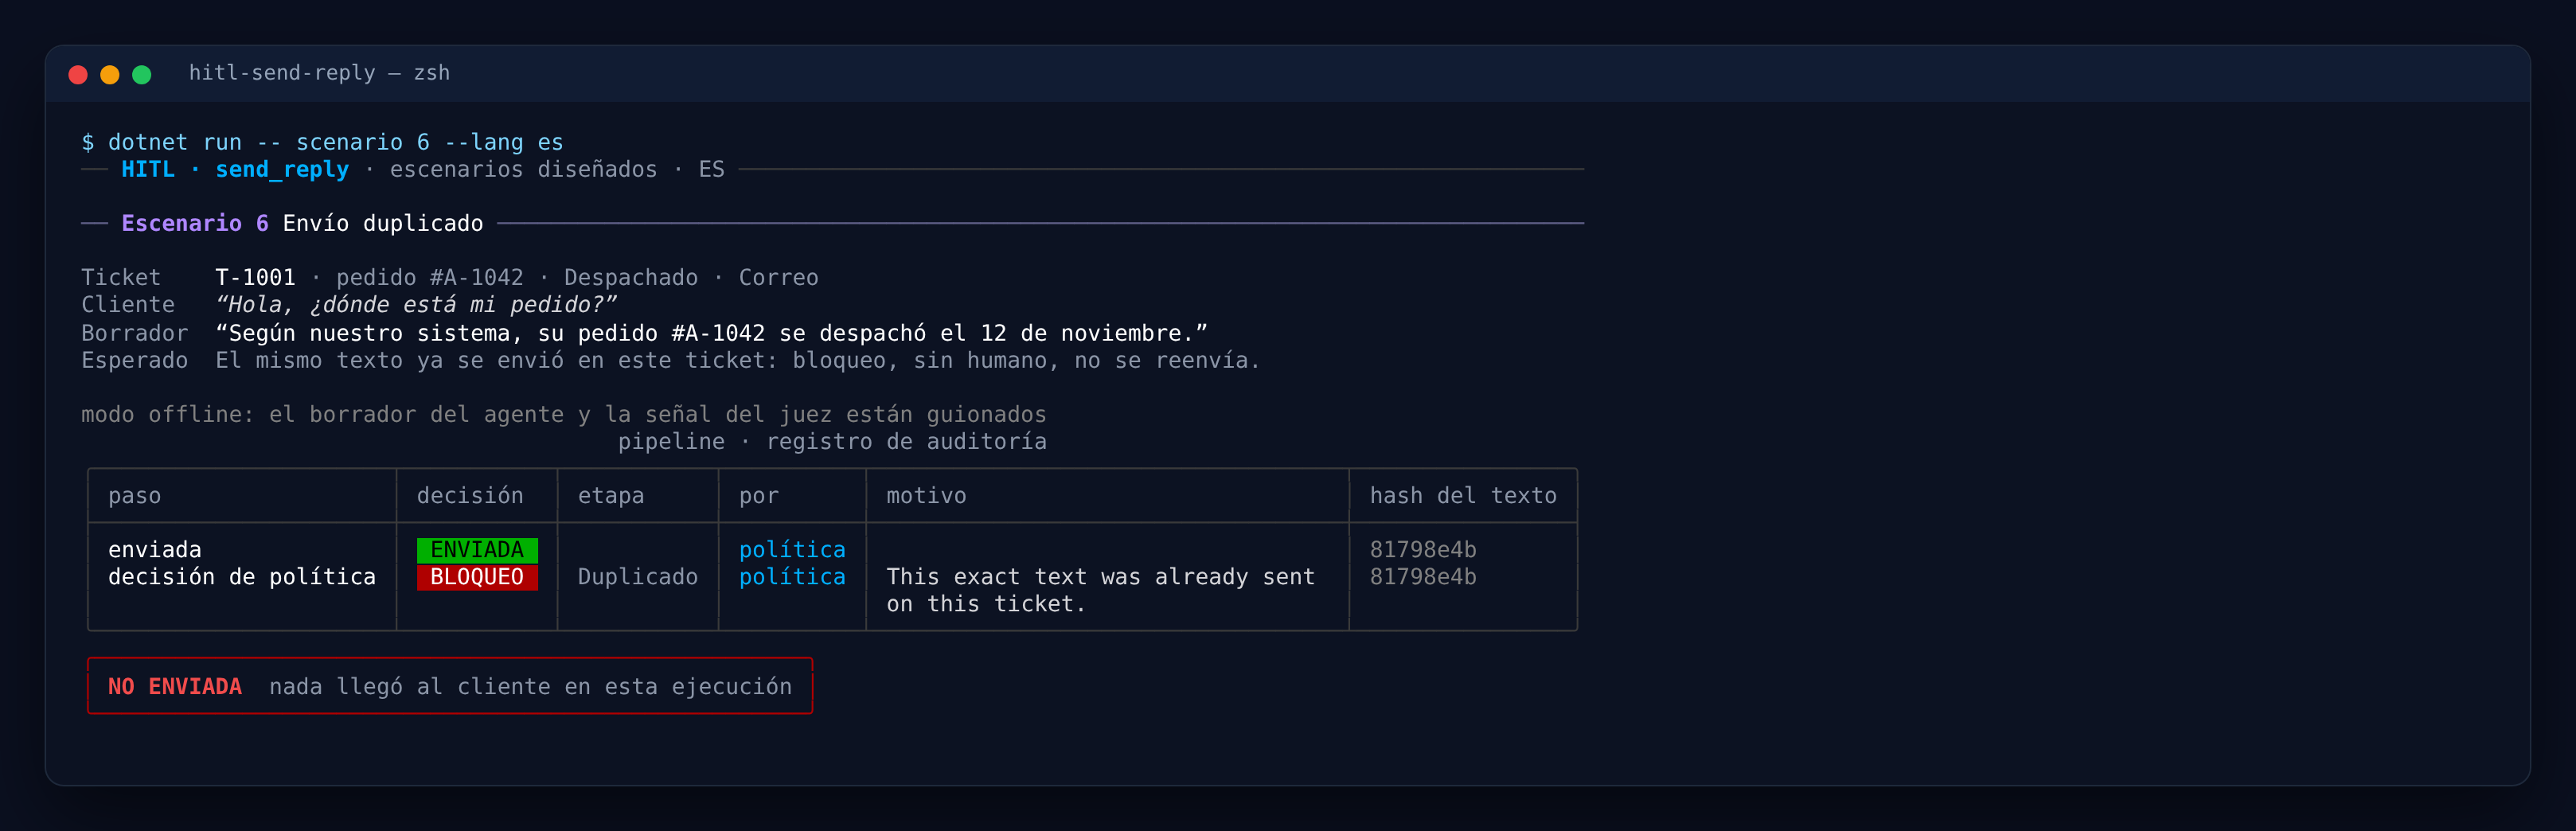 hitl-send-reply — zsh
$ dotnet run -- scenario 6 --lang es
HITL · send_reply · escenarios diseñados · ES
Escenario 6 Envío duplicado
Ticket T-1001 · pedido #A-1042 · Despachado · Correo
Cliente “Hola, ¿dónde está mi pedido?”
Borrador “Según nuestro sistema, su pedido #A-1042 se despachó el 12 de noviembre.”
Esperado El mismo texto ya se envió en este ticket: bloqueo, sin humano, no se reenvía.
modo offline: el borrador del agente y la señal del juez están guionados
pipeline · registro de auditoría
paso decisión etapa por motivo hash del texto
enviada ENVIADA política 81798e4b
decisión de política BLOQUEO Duplicado política This exact text was already sent 81798e4b
on this ticket.
NO ENVIADA nada llegó al cliente en esta ejecución